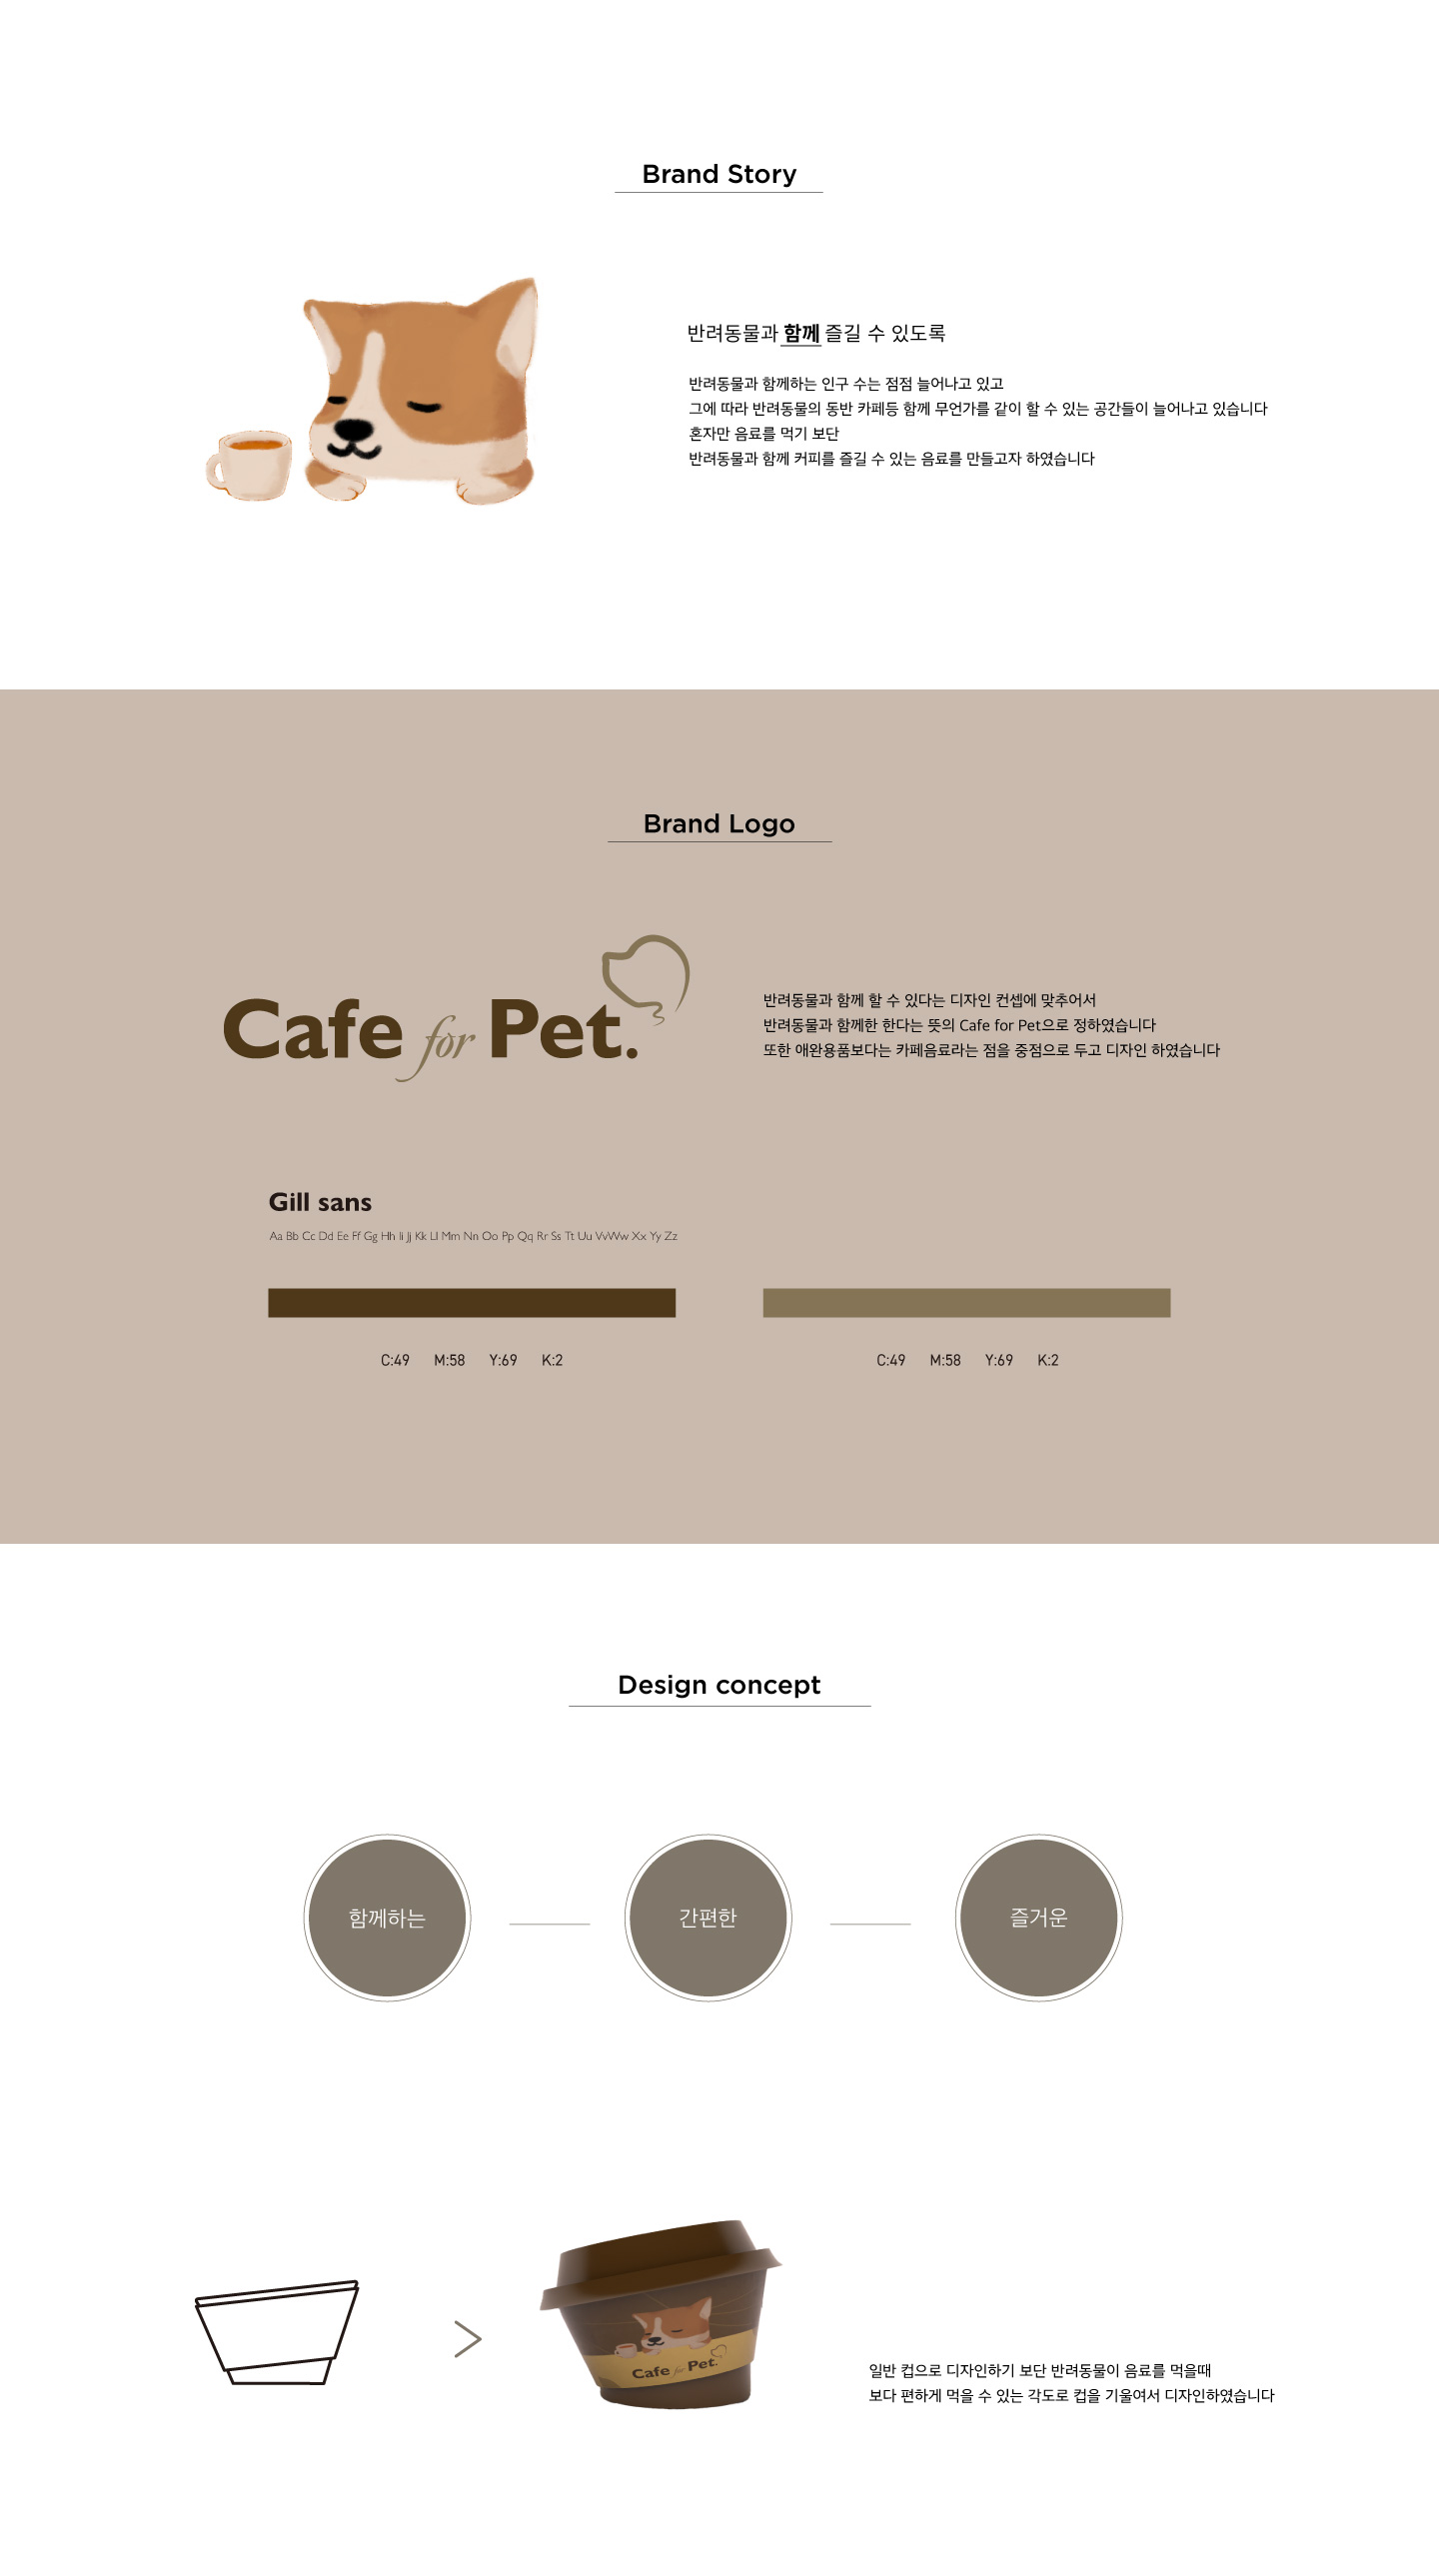 Brand Story
반려동물과 함께 즐길 수 있도록
반려동물과 함께하는 인구 수는 점점 늘어나고 있고
그에 따라 반려동물의 동반 카페등 함께 무언가를 같이 할 수 있는 공간들이 늘어나고 있습니다
혼자만 음료를 먹기 보단
반려동물과 함께 커피를 즐길 수 있는 음료를 만들고자 하였습니다
Brand Logo
Cafe for Pet.
반려동물과 함께 할 수 있다는 디자인 컨셉에 맞추어서
반려동물과 함께한 한다는 뜻의 Cafe for Pet으로 정하였습니다
또한 애완용품보다는 카페음료라는 점을 중점으로 두고 디자인 하였습니다
Gill sans
Aa Bb Cc Dd Ee Ff Gg Hh Ii Jj Kk Ll Mm Nn Oo Pp Qq Rr Ss Tt Uu VvWw Xx Yy Zz
C:49 M:58 Y:69 K:2
C:49 M:58 Y:69 K:2
Design concept
함께하는
간편한
즐거운
Cafe for Pet.
일반 컵으로 디자인하기 보단 반려동물이 음료를 먹을때
보다 편하게 먹을 수 있는 각도로 컵을 기울여서 디자인하였습니다